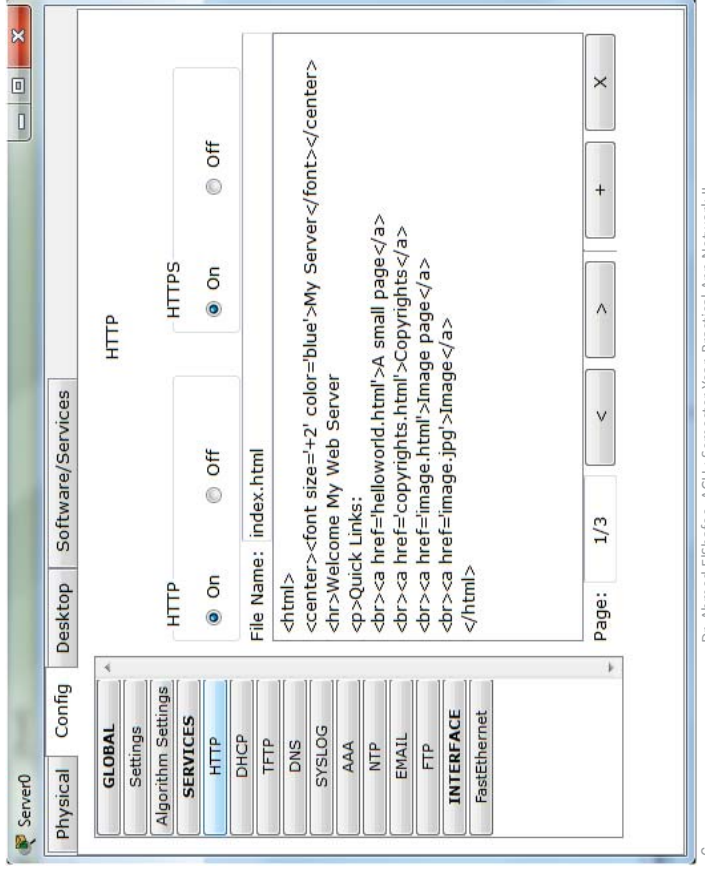 Server0
Physical Config Desktop Software/Services
GLOBAL
Settings
Algorithm Settings
SERVICES
HTTP
DHCP
TFTP
DNS
SYSLOG
AAA
NTP
EMAIL
FTP
INTERFACE
FastEthernet
HTTP
HTTP
On Off
HTTPS
On Off
File Name: index.html
<html>
<center><font size='+2' color='blue'>My Server</font></center>
<hr>Welcome My Web Server
<p>Quick Links:
<br><a href='helloworld.html'>A small page</a>
<br><a href='copyrights.html'>Copyrights</a>
<br><a href='image.html'>Image page</a>
<br><a href='image.jpg'>Image</a>
</html>
Page: 1/3 < > + X